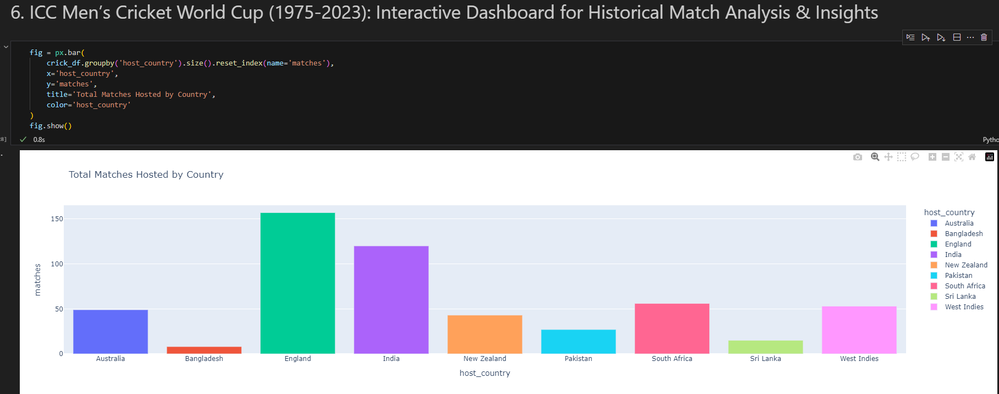 6. ICC Men’s Cricket World Cup (1975-2023): Interactive Dashboard for Historical Match Analysis & Insights
fig = px.bar(
    crick_df.groupby('host_country').size().reset_index(name='matches'),
    x='host_country',
    y='matches',
    title='Total Matches Hosted by Country',
    color='host_country'
)
fig.show()
8]
0.8s
Pytho
Total Matches Hosted by Country
150
100
50
0
matches
Australia
Bangladesh
England
India
New Zealand
Pakistan
South Africa
Sri Lanka
West Indies
host_country
host_country
Australia
Bangladesh
England
India
New Zealand
Pakistan
South Africa
Sri Lanka
West Indies